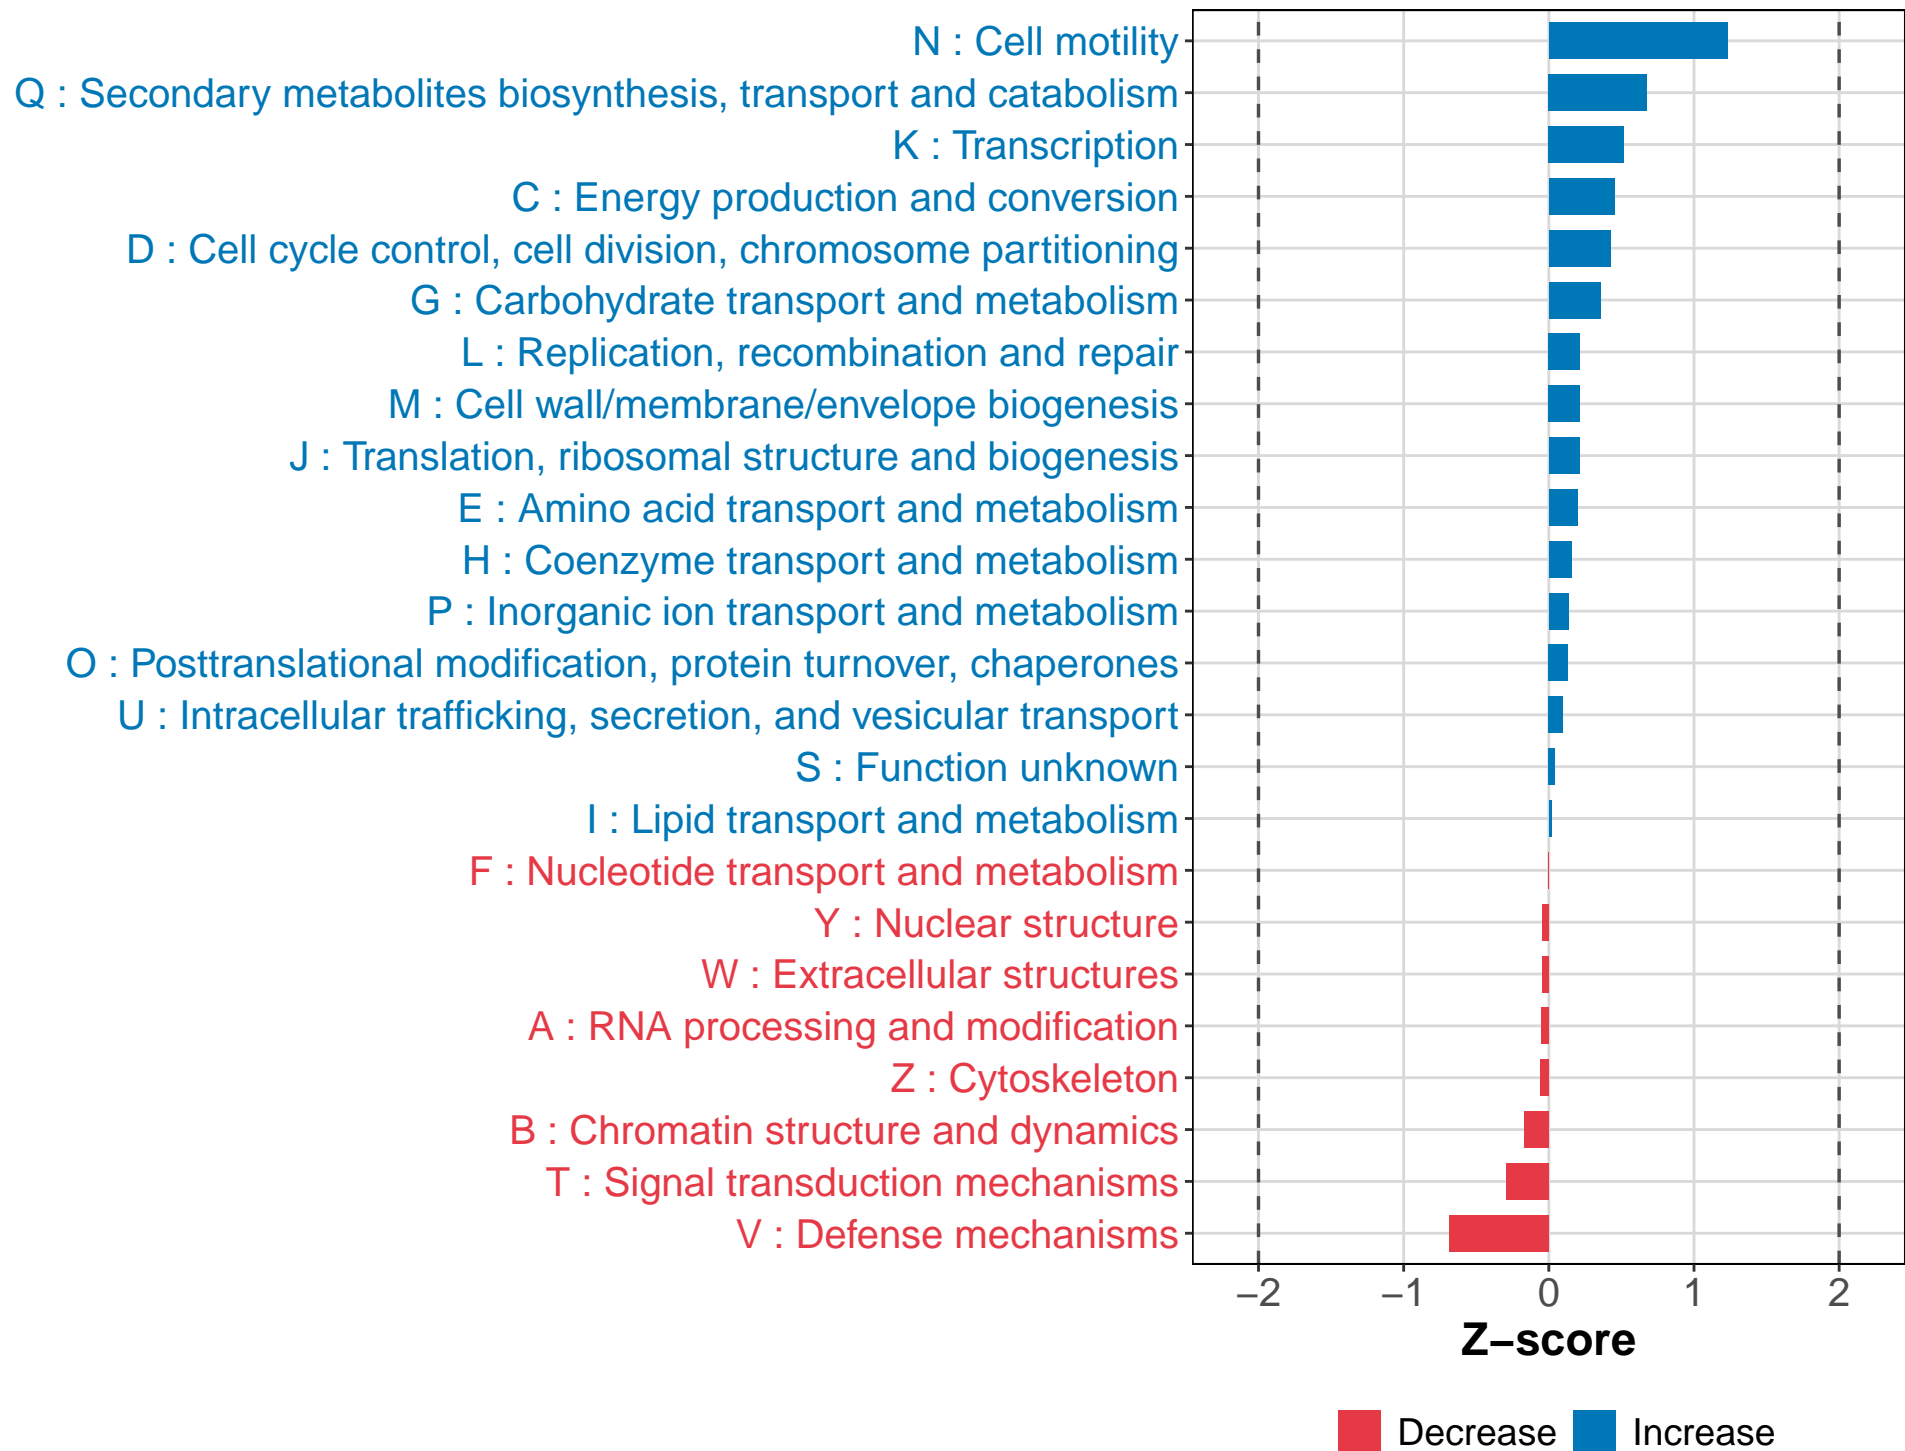 N : Cell motility
Q : Secondary metabolites biosynthesis, transport and catabolism
K : Transcription
C : Energy production and conversion
D : Cell cycle control, cell division, chromosome partitioning
G : Carbohydrate transport and metabolism
L : Replication, recombination and repair
M : Cell wall/membrane/envelope biogenesis
J : Translation, ribosomal structure and biogenesis
E : Amino acid transport and metabolism
H : Coenzyme transport and metabolism
P : Inorganic ion transport and metabolism
O : Posttranslational modification, protein turnover, chaperones
U : Intracellular trafficking, secretion, and vesicular transport
S : Function unknown
I : Lipid transport and metabolism
F : Nucleotide transport and metabolism
Y : Nuclear structure
W : Extracellular structures
A : RNA processing and modification
Z : Cytoskeleton
B : Chromatin structure and dynamics
T : Signal transduction mechanisms
V : Defense mechanisms
−2 −1 0 1 2
Z−score
Decrease Increase